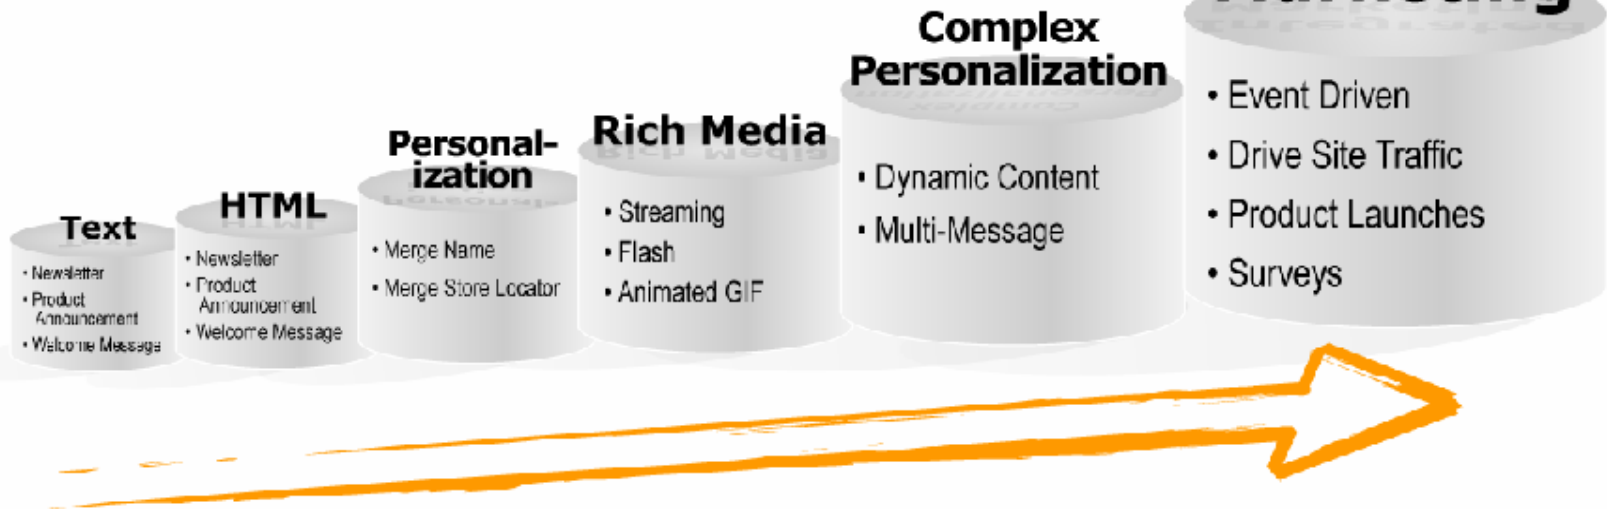 Text
• Newsletter
• Product
Announcement
• Welcome Message
HTML
• Newsletter
• Product
Announcement
• Welcome Message
Personal-
ization
• Merge Name
• Merge Store Locator
Rich Media
• Streaming
• Flash
• Animated GIF
Complex
Personalization
• Dynamic Content
• Multi-Message
Marketing
• Event Driven
• Drive Site Traffic
• Product Launches
• Surveys